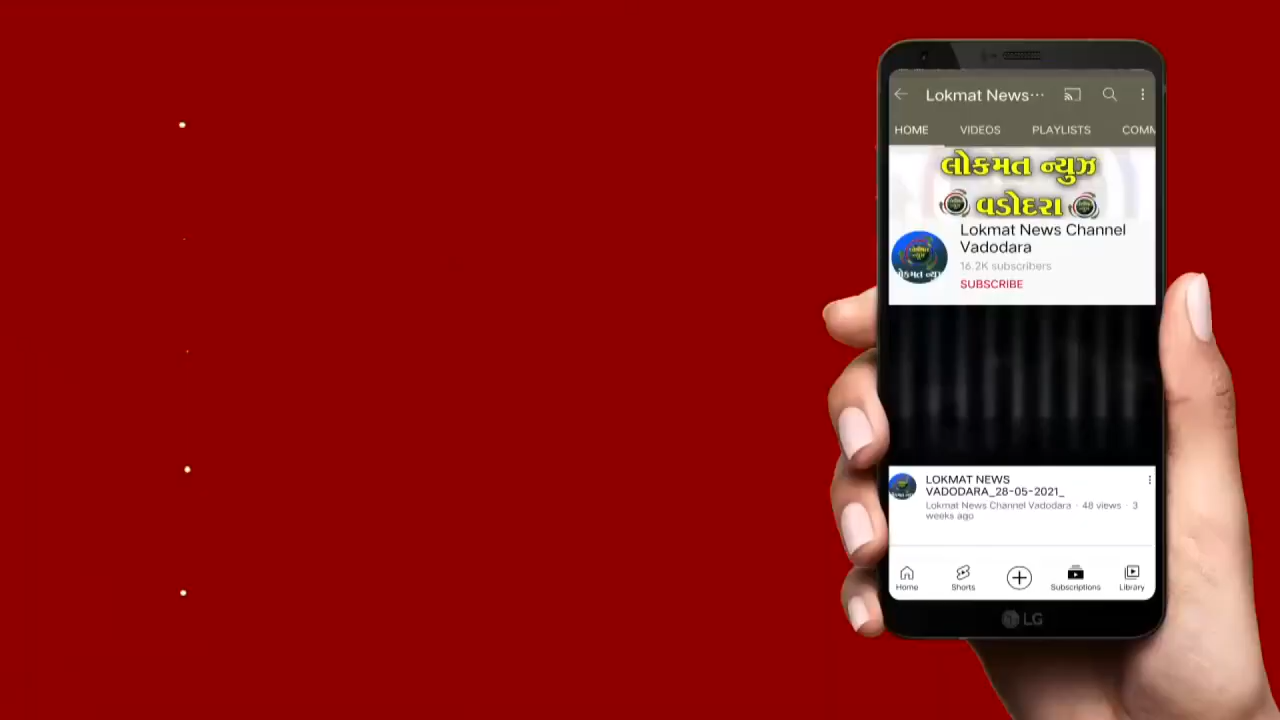 Lokmat News...
HOME VIDEOS PLAYLISTS COMM
લોકમત ન્યુઝ
વડોદરા
Lokmat News Channel
Vadodara
16.2K subscribers
SUBSCRIBE
LOKMAT NEWS
VADODARA_28-05-2021_
Lokmat News Channel Vadodara · 48 views · 3
weeks ago
Home Shorts Subscriptions Library
LG